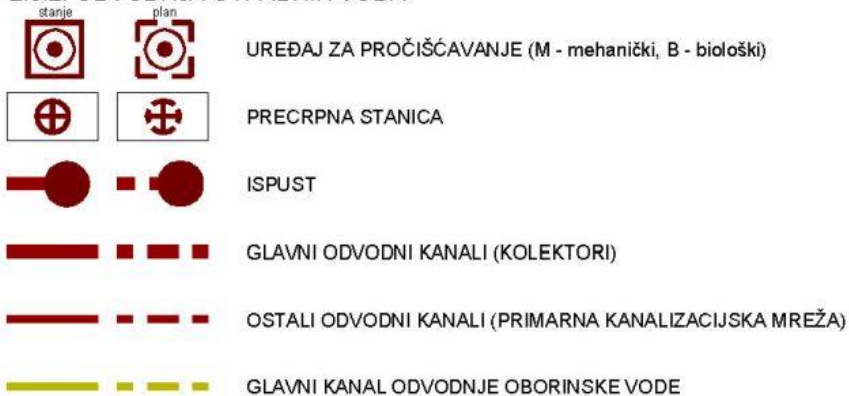 stanje plan
UREĐAJ ZA PROČIŠĆAVANJE (M - mehanički, B - biološki)
PRECRPNA STANICA
ISPUST
GLAVNI ODVODNI KANALI (KOLEKTORI)
OSTALI ODVODNI KANALI (PRIMARNA KANALIZACIJSKA MREŽA)
GLAVNI KANAL ODVODNJE OBORINSKE VODE